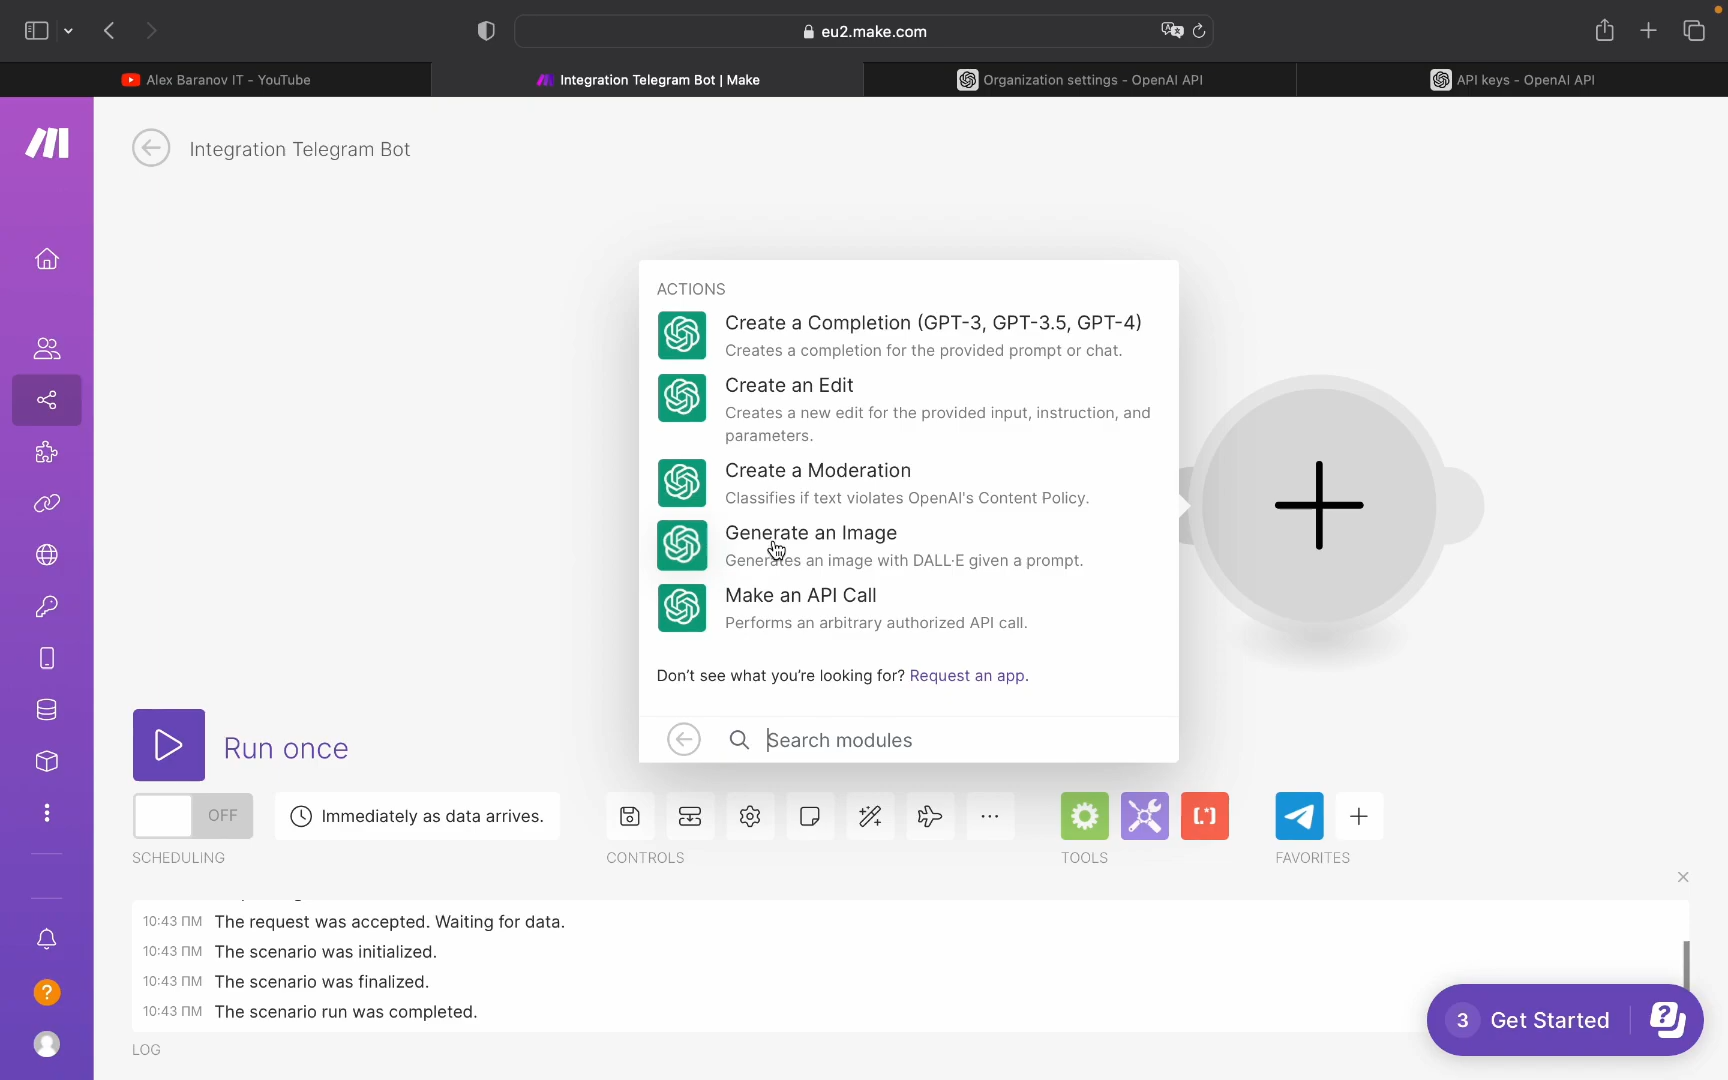 eu2.make.com
Alex Baranov IT - YouTube
Integration Telegram Bot | Make
Organization settings - OpenAI API
API keys - OpenAI API
Integration Telegram Bot
ACTIONS
Create a Completion (GPT-3, GPT-3.5, GPT-4)
Creates a completion for the provided prompt or chat.
Create an Edit
Creates a new edit for the provided input, instruction, and
parameters.
Create a Moderation
Classifies if text violates OpenAI's Content Policy.
Generate an Image
Generates an image with DALL·E given a prompt.
Make an API Call
Performs an arbitrary authorized API call.
Don't see what you're looking for? Request an app.
Search modules
Run once
OFF
Immediately as data arrives.
SCHEDULING
CONTROLS
TOOLS
FAVORITES
10:43 ПМ The request was accepted. Waiting for data.
10:43 ПМ The scenario was initialized.
10:43 ПМ The scenario was finalized.
10:43 ПМ The scenario run was completed.
3 Get Started
LOG